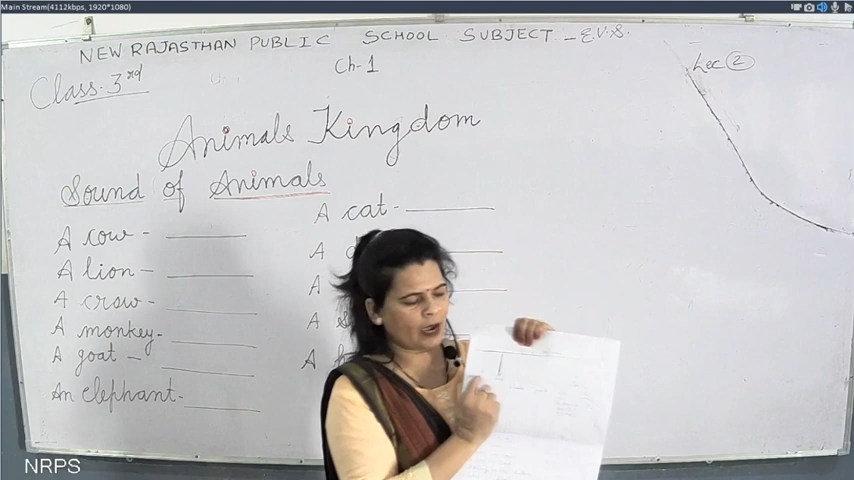 Main Stream(4112kbps, 1920*1080)
NEW RAJASTHAN PUBLIC SCHOOL SUBJECT - E.V.S.
Class- 3rd
Ch-1
Lec 2
Animals Kingdom
Sound of Animals
A cow-
A lion-
A crow-
A monkey-
A goat-
An elephant-
A cat-
A
A
A
A
NRPS